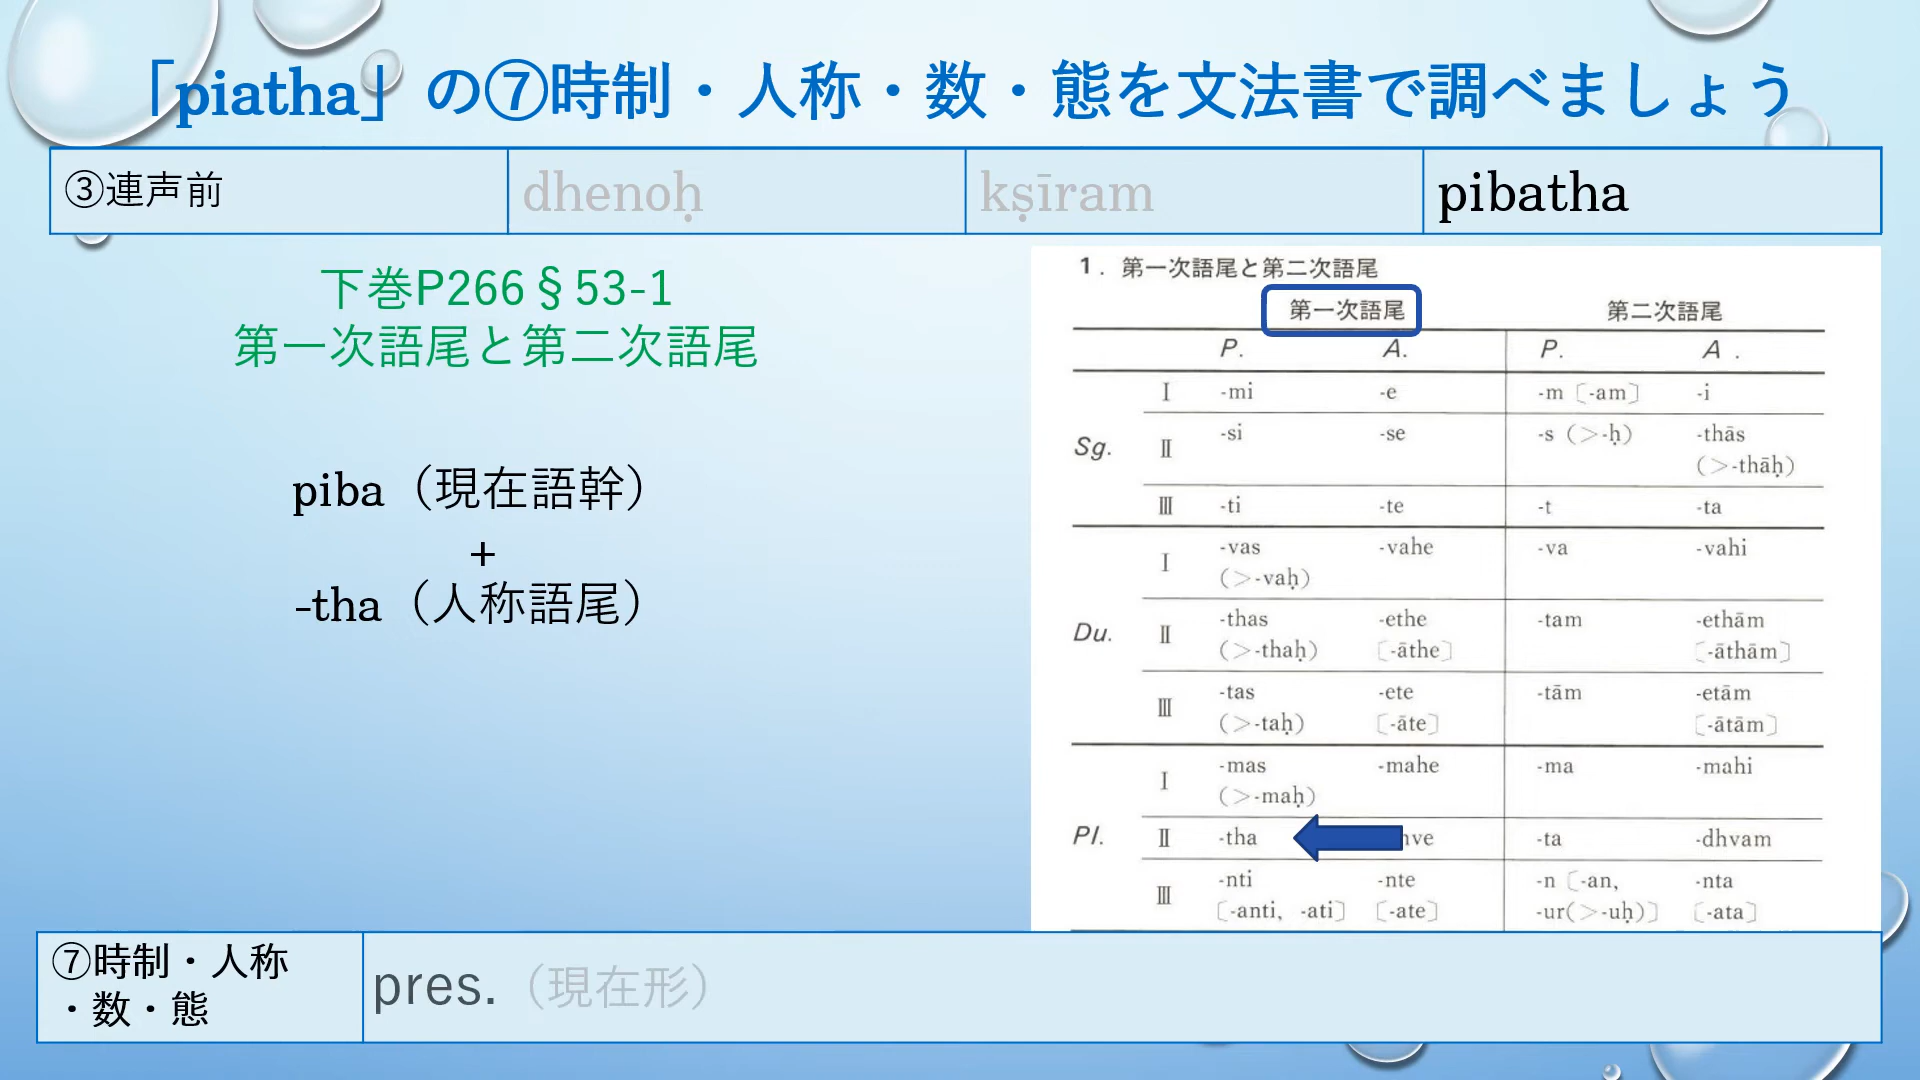 「piatha」の⑦時制・人称・数・態を文法書で調べましょう
③連声前 dhenoḥ kṣīram pibatha
下巻P266§53-1
第一次語尾と第二次語尾
piba（現在語幹）
+
-tha（人称語尾）
1．第一次語尾と第二次語尾
第一次語尾 第二次語尾
P. A. P. A .
Sg. Ⅰ -mi -e -m〔-am〕 -i
Ⅱ -si -se -s (＞-ḥ) -thās
(＞-thāḥ)
Ⅲ -ti -te -t -ta
Du. Ⅰ -vas -vahe -va -vahi
(＞-vaḥ)
Ⅱ -thas -ethe -tam -ethām
(＞-thaḥ) 〔-āthe〕 〔-āthām〕
Ⅲ -tas -ete -tām -etām
(＞-taḥ) 〔-āte〕 〔-ātām〕
Pl. Ⅰ -mas -mahe -ma -mahi
(＞-maḥ)
Ⅱ -tha ve -ta -dhvam
Ⅲ -nti -nte -n〔-an, -nta
〔-anti, -ati〕 〔-ate〕 -ur(＞-uḥ)〕 〔-ata〕
⑦時制・人称
・数・態
pres.（現在形）